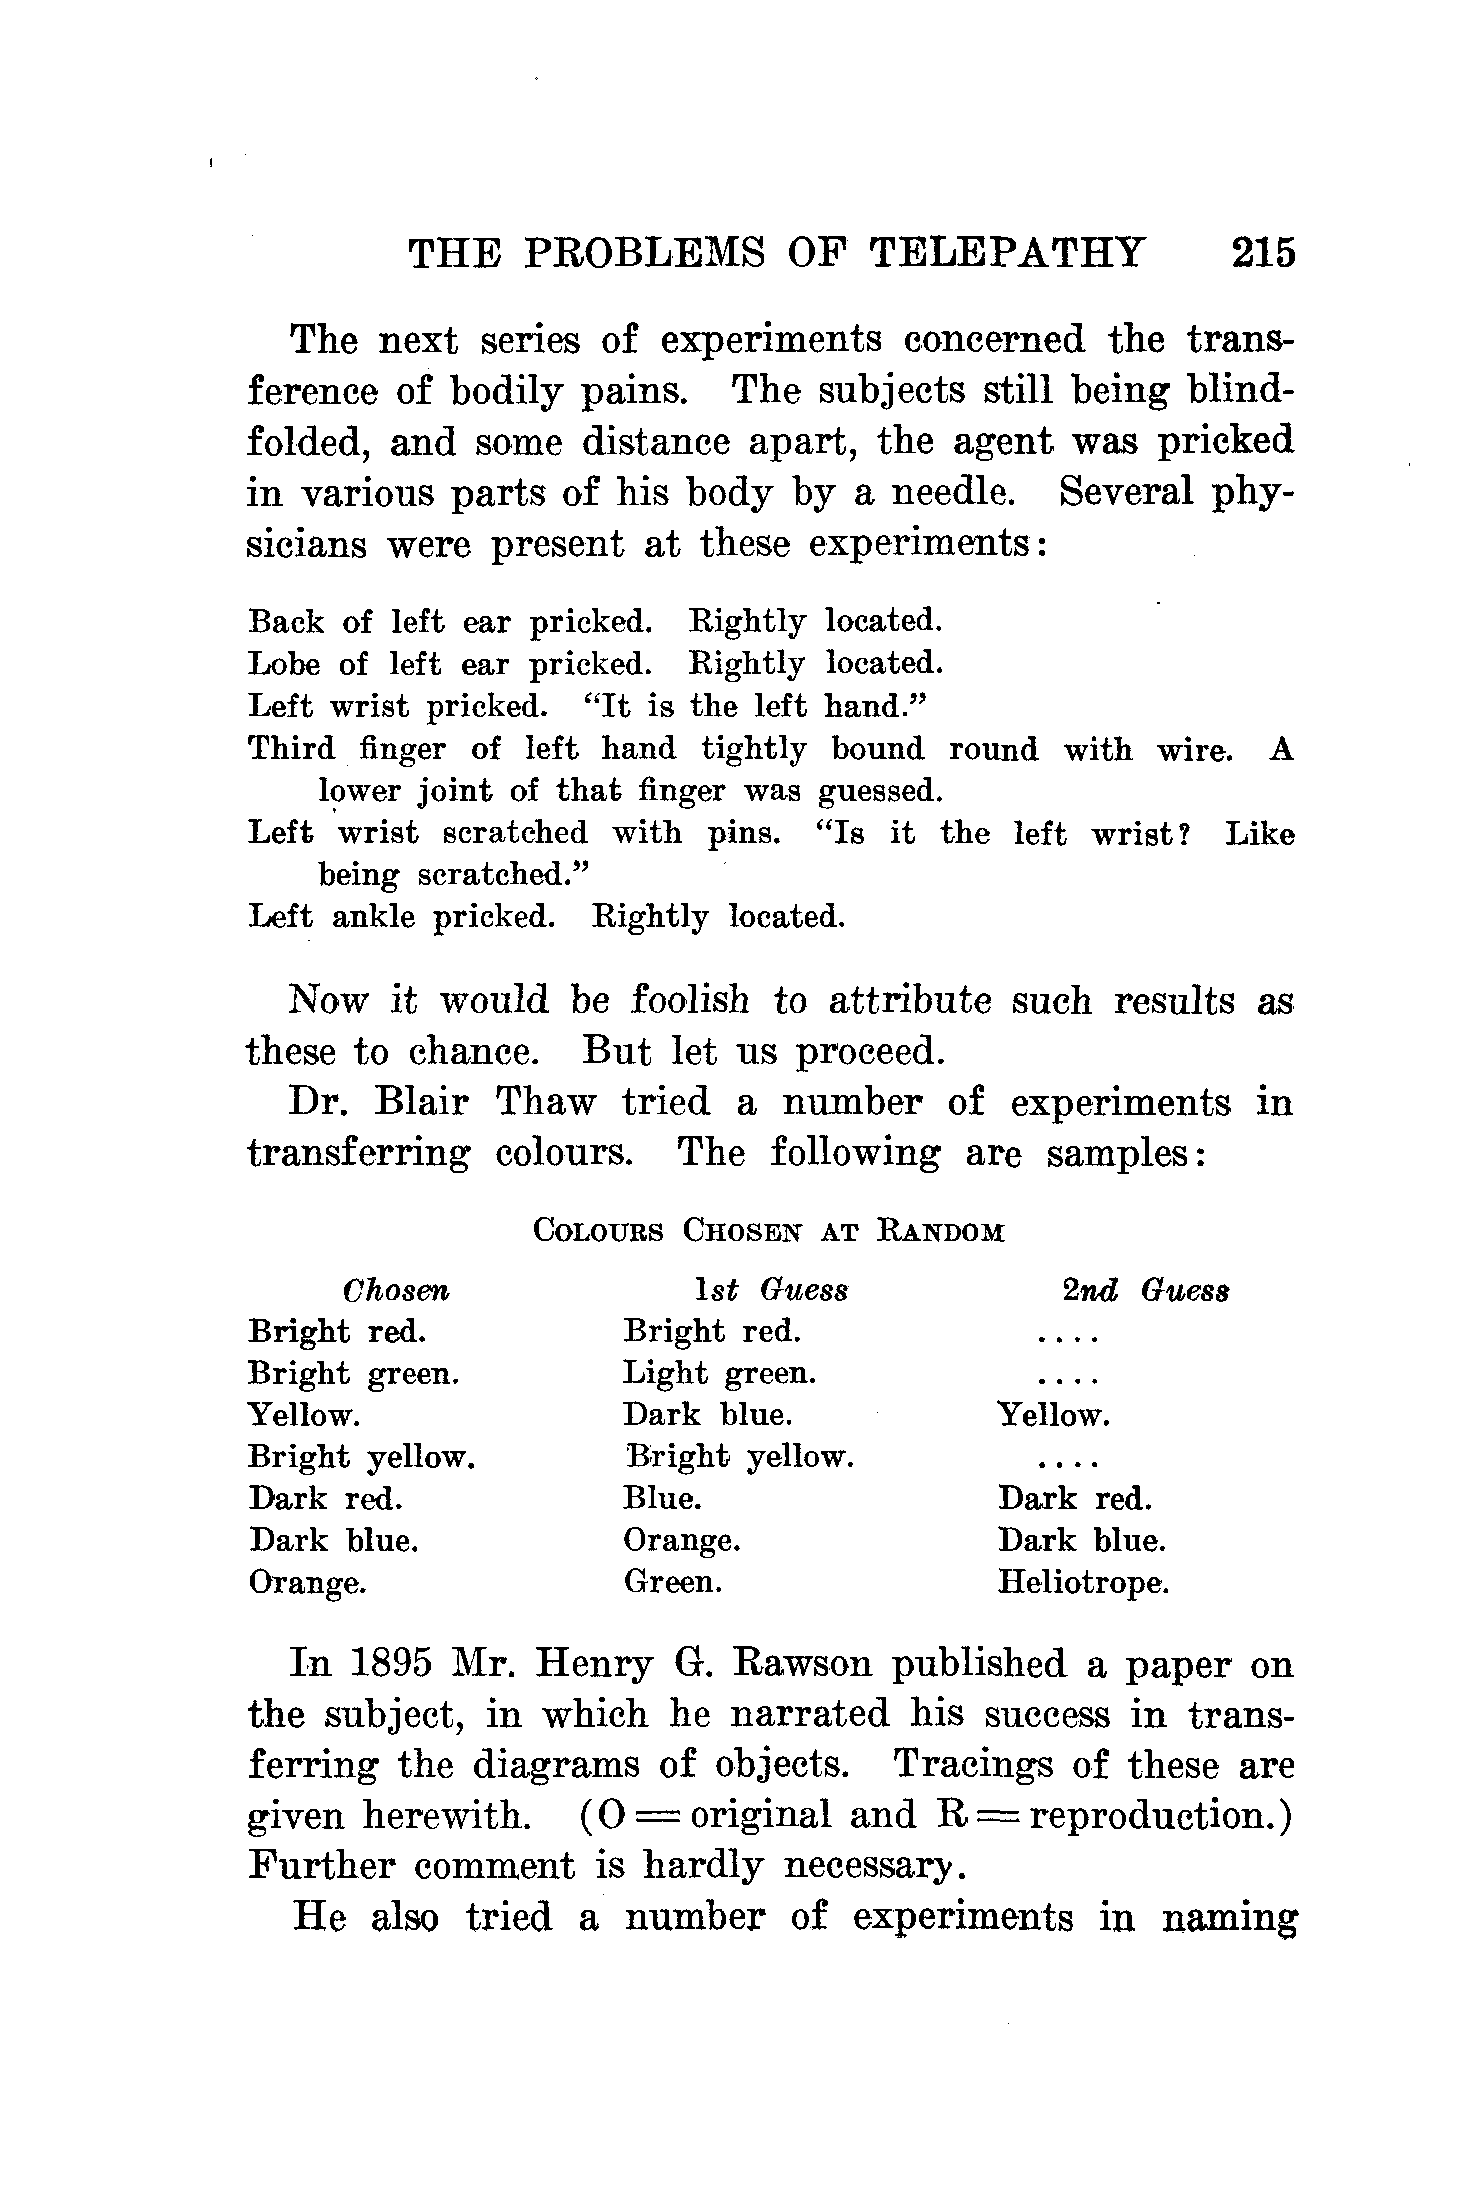 THE PROBLEMS OF TELEPATHY 215
The next series of experiments concerned the trans-
ference of bodily pains. The subjects still being blind-
folded, and some distance apart, the agent was pricked
in various parts of his body by a needle. Several phy-
sicians were present at these experiments:
Back of left ear pricked. Rightly located.
Lobe of left ear pricked. Rightly located.
Left wrist pricked. “It is the left hand.”
Third finger of left hand tightly bound round with wire. A
lower joint of that finger was guessed.
Left wrist scratched with pins. “Is it the left wrist? Like
being scratched.”
Left ankle pricked. Rightly located.
Now it would be foolish to attribute such results as
these to chance. But let us proceed.
Dr. Blair Thaw tried a number of experiments in
transferring colours. The following are samples:
COLOURS CHOSEN AT RANDOM
Chosen 1st Guess 2nd Guess
Bright red. Bright red. ....
Bright green. Light green. ....
Yellow. Dark blue. Yellow.
Bright yellow. Bright yellow. ....
Dark red. Blue. Dark red.
Dark blue. Orange. Dark blue.
Orange. Green. Heliotrope.
In 1895 Mr. Henry G. Rawson published a paper on
the subject, in which he narrated his success in trans-
ferring the diagrams of objects. Tracings of these are
given herewith. (O = original and R = reproduction.)
Further comment is hardly necessary.
He also tried a number of experiments in naming